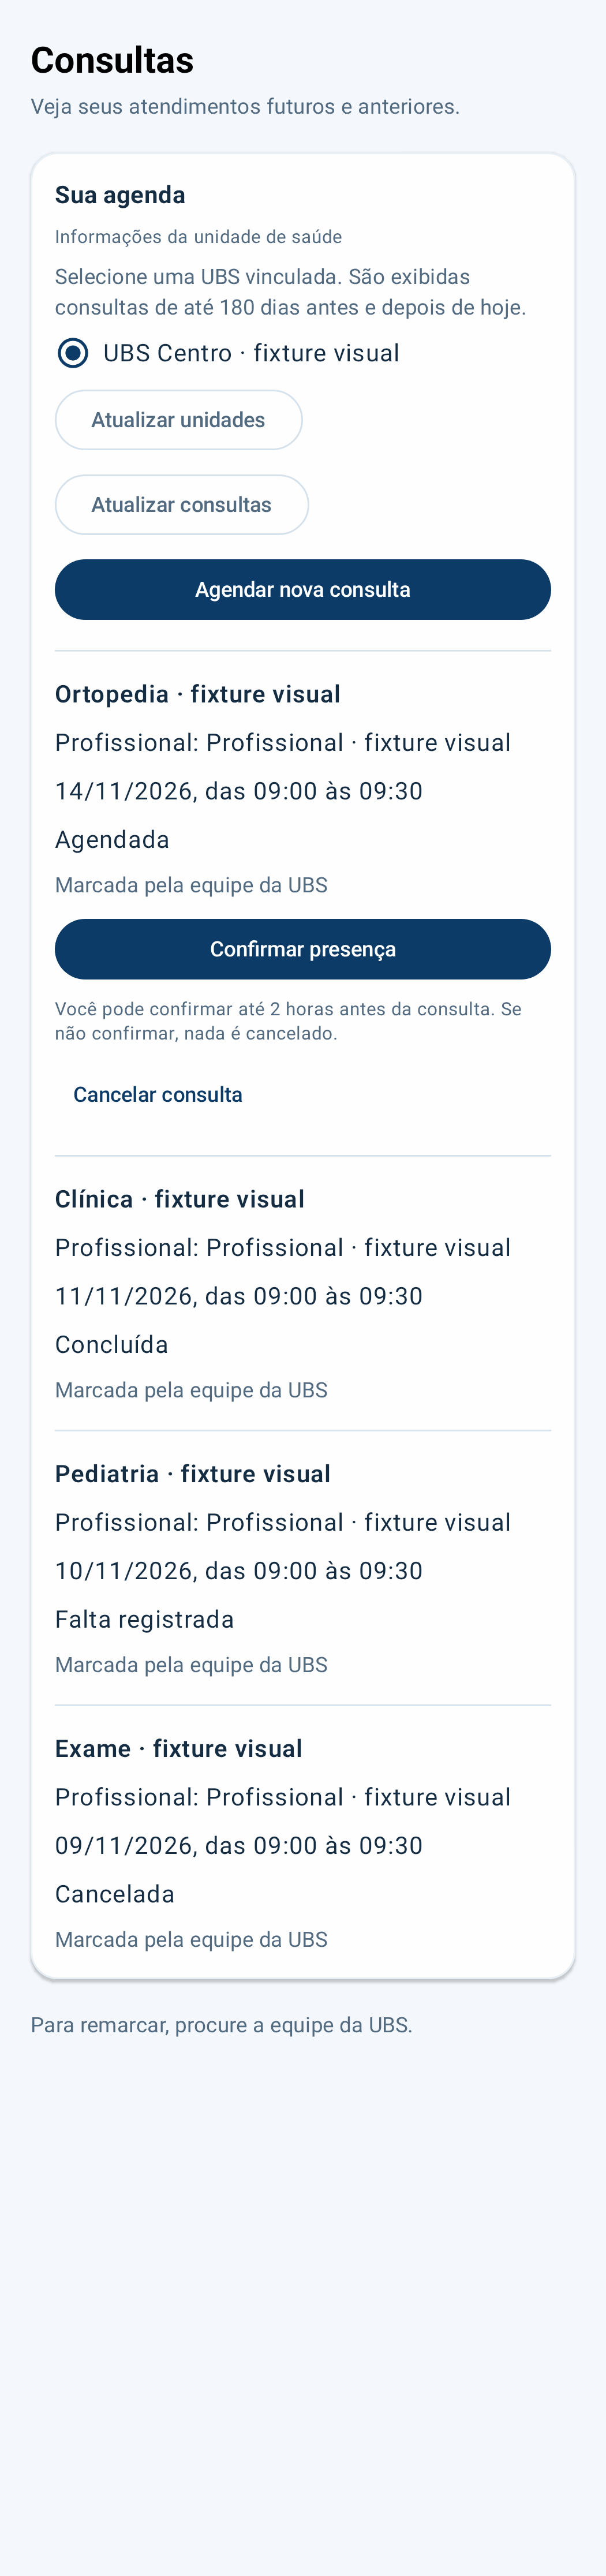 Consultas
Veja seus atendimentos futuros e anteriores.
Sua agenda
Informações da unidade de saúde
Selecione uma UBS vinculada. São exibidas
consultas de até 180 dias antes e depois de hoje.
UBS Centro · fixture visual
Atualizar unidades
Atualizar consultas
Agendar nova consulta
Ortopedia · fixture visual
Profissional: Profissional · fixture visual
14/11/2026, das 09:00 às 09:30
Agendada
Marcada pela equipe da UBS
Confirmar presença
Você pode confirmar até 2 horas antes da consulta. Se
não confirmar, nada é cancelado.
Cancelar consulta
Clínica · fixture visual
Profissional: Profissional · fixture visual
11/11/2026, das 09:00 às 09:30
Concluída
Marcada pela equipe da UBS
Pediatria · fixture visual
Profissional: Profissional · fixture visual
10/11/2026, das 09:00 às 09:30
Falta registrada
Marcada pela equipe da UBS
Exame · fixture visual
Profissional: Profissional · fixture visual
09/11/2026, das 09:00 às 09:30
Cancelada
Marcada pela equipe da UBS
Para remarcar, procure a equipe da UBS.